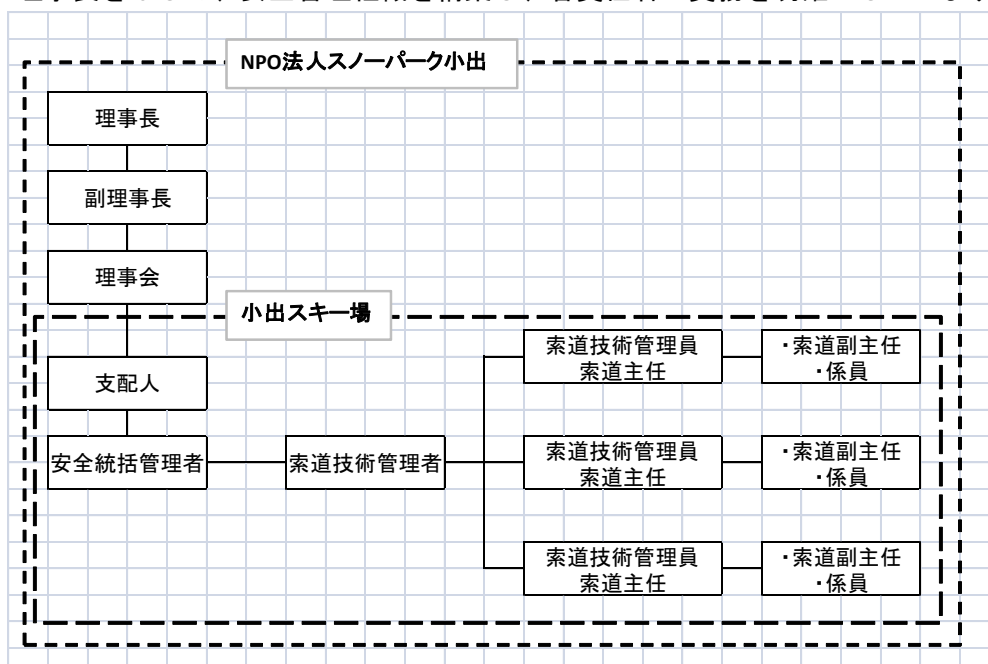 NPO法人スノーパーク小出
理事長
副理事長
理事会
小出スキー場
支配人
安全統括管理者
索道技術管理者
索道技術管理員
索道主任
・索道副主任
・係員
索道技術管理員
索道主任
・索道副主任
・係員
索道技術管理員
索道主任
・索道副主任
・係員